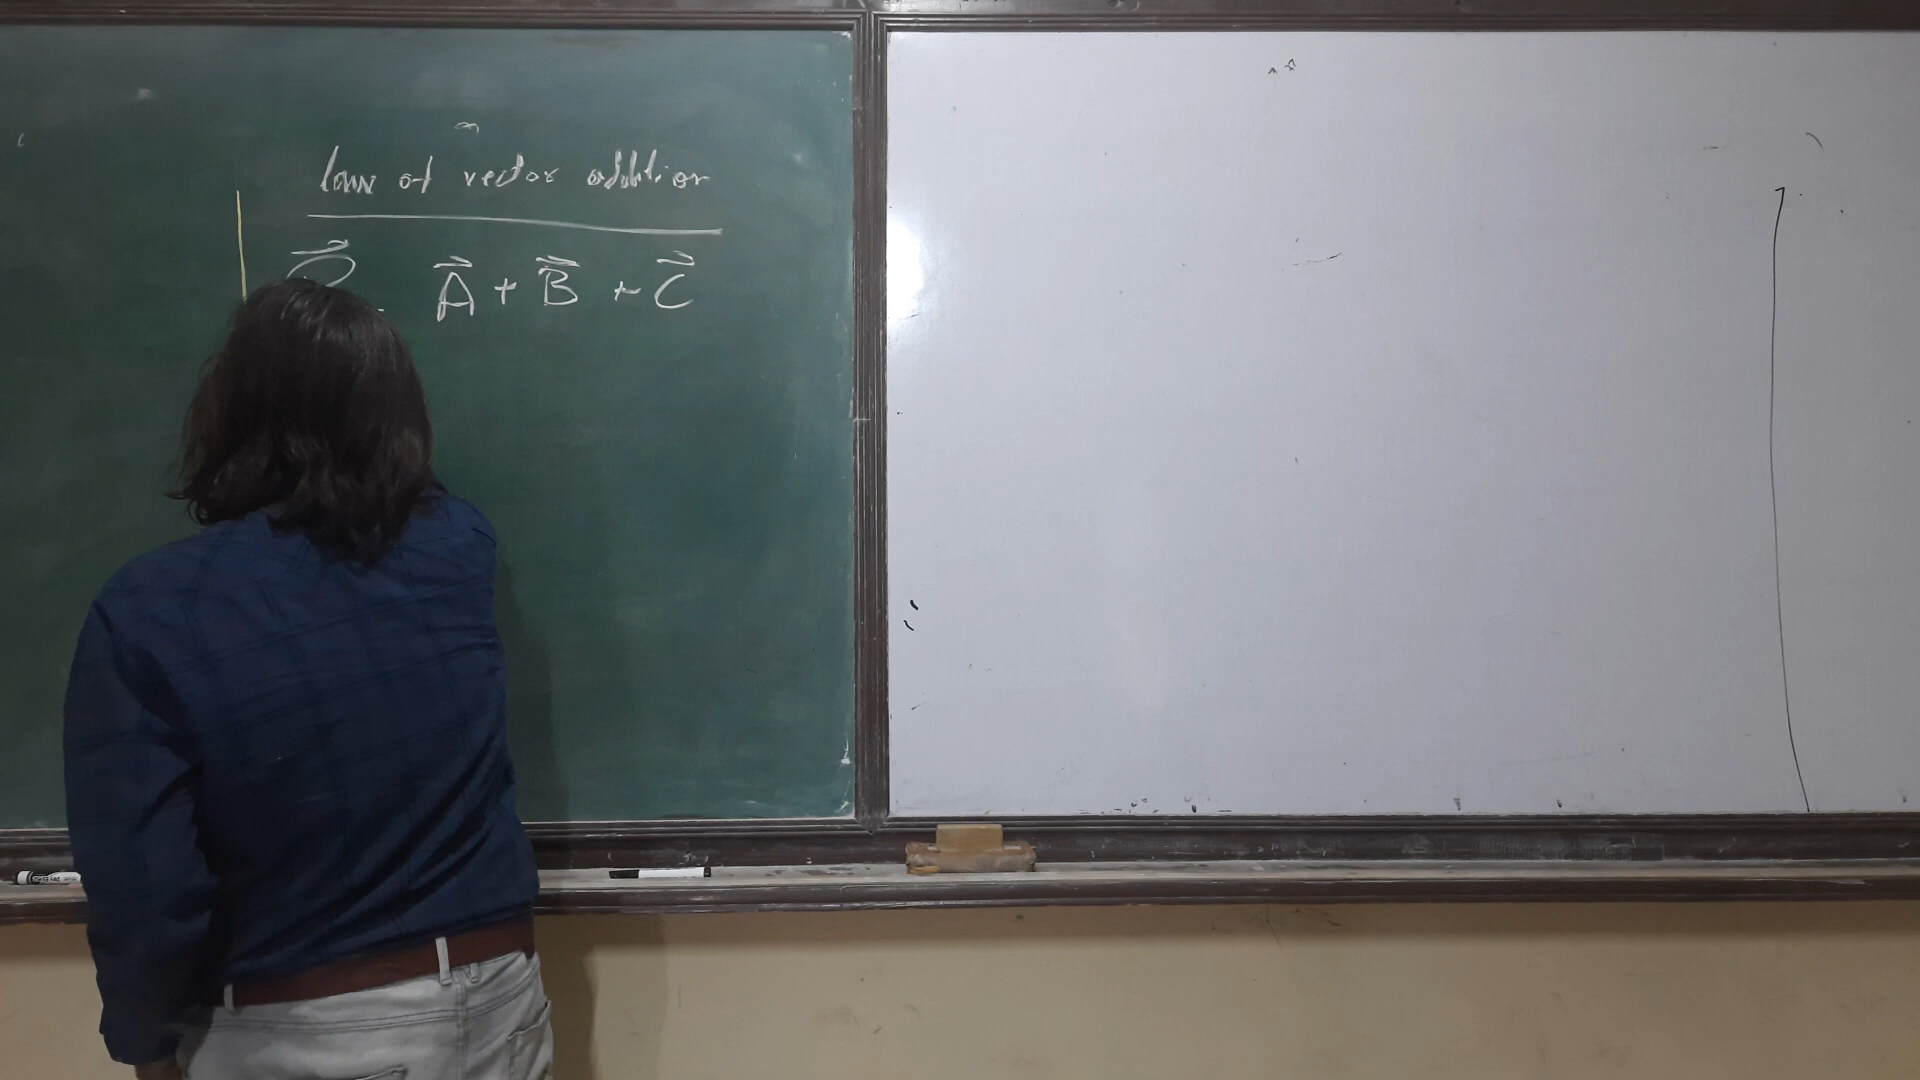 law of vector addition
A⃗ + B⃗ + C⃗